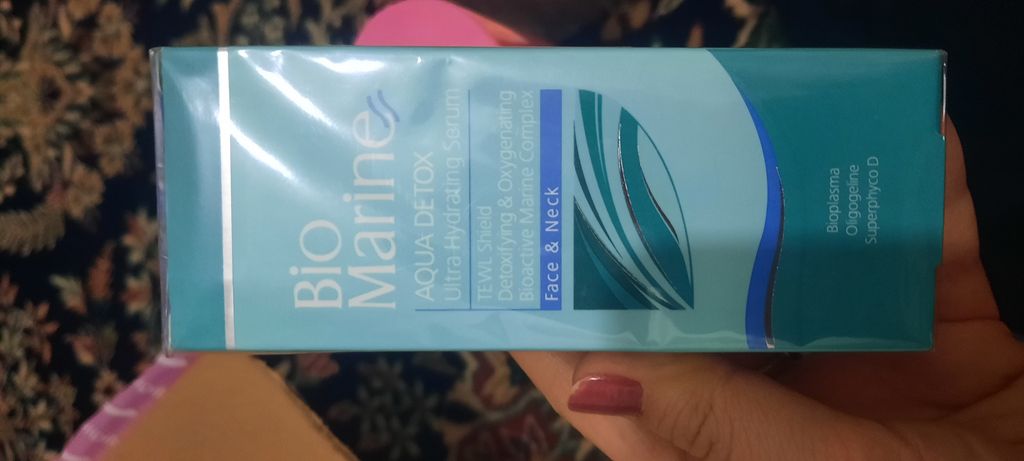 Bio
Marine
AQUA DETOX
Ultra Hydrating Serum
TEWL Shield
Detoxifying & Oxygenating
Bioactive Marine Complex
Face & Neck
Bioplasma
Oligogeline
Superphyco D